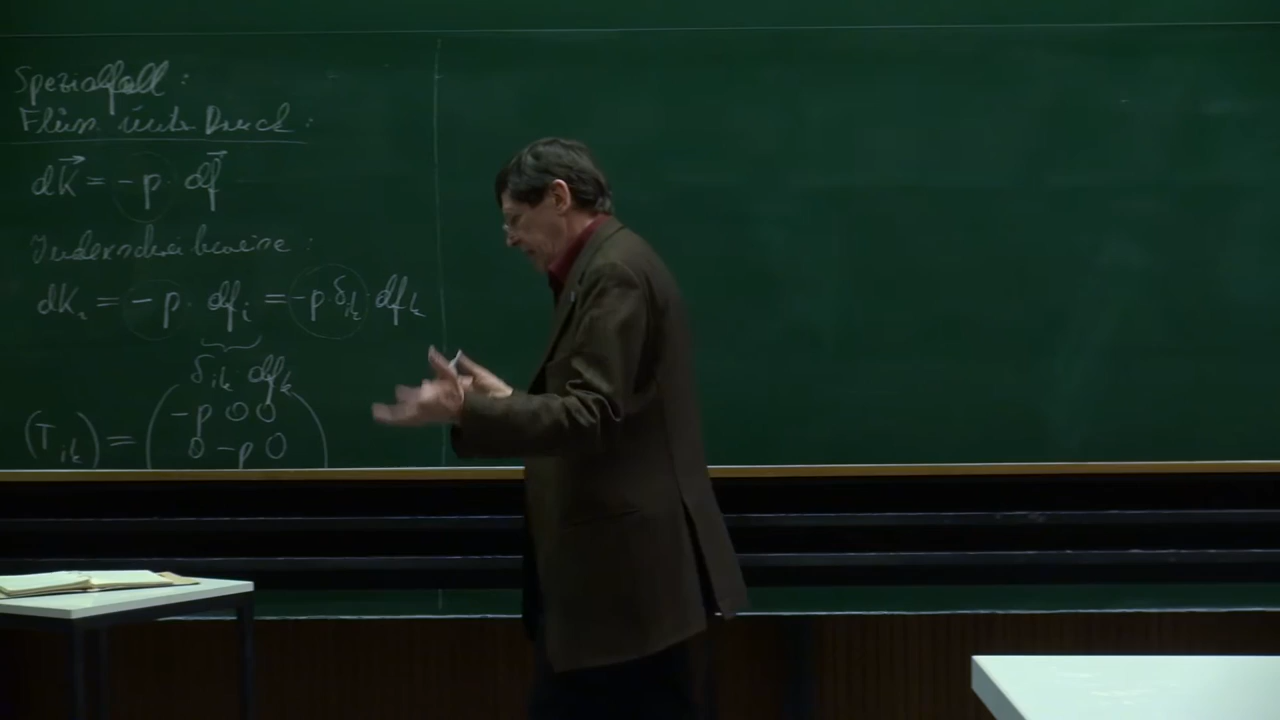 Spezialfall:
Flüss. unter Druck:
dK⃗ = -p · df⃗
Indexschreibweise:
dKᵢ = -p · dfᵢ = -p·δᵢₖ · dfₖ
δᵢₖ dfₖ
(Tᵢₖ) = ( -p 0 0
0 -p 0